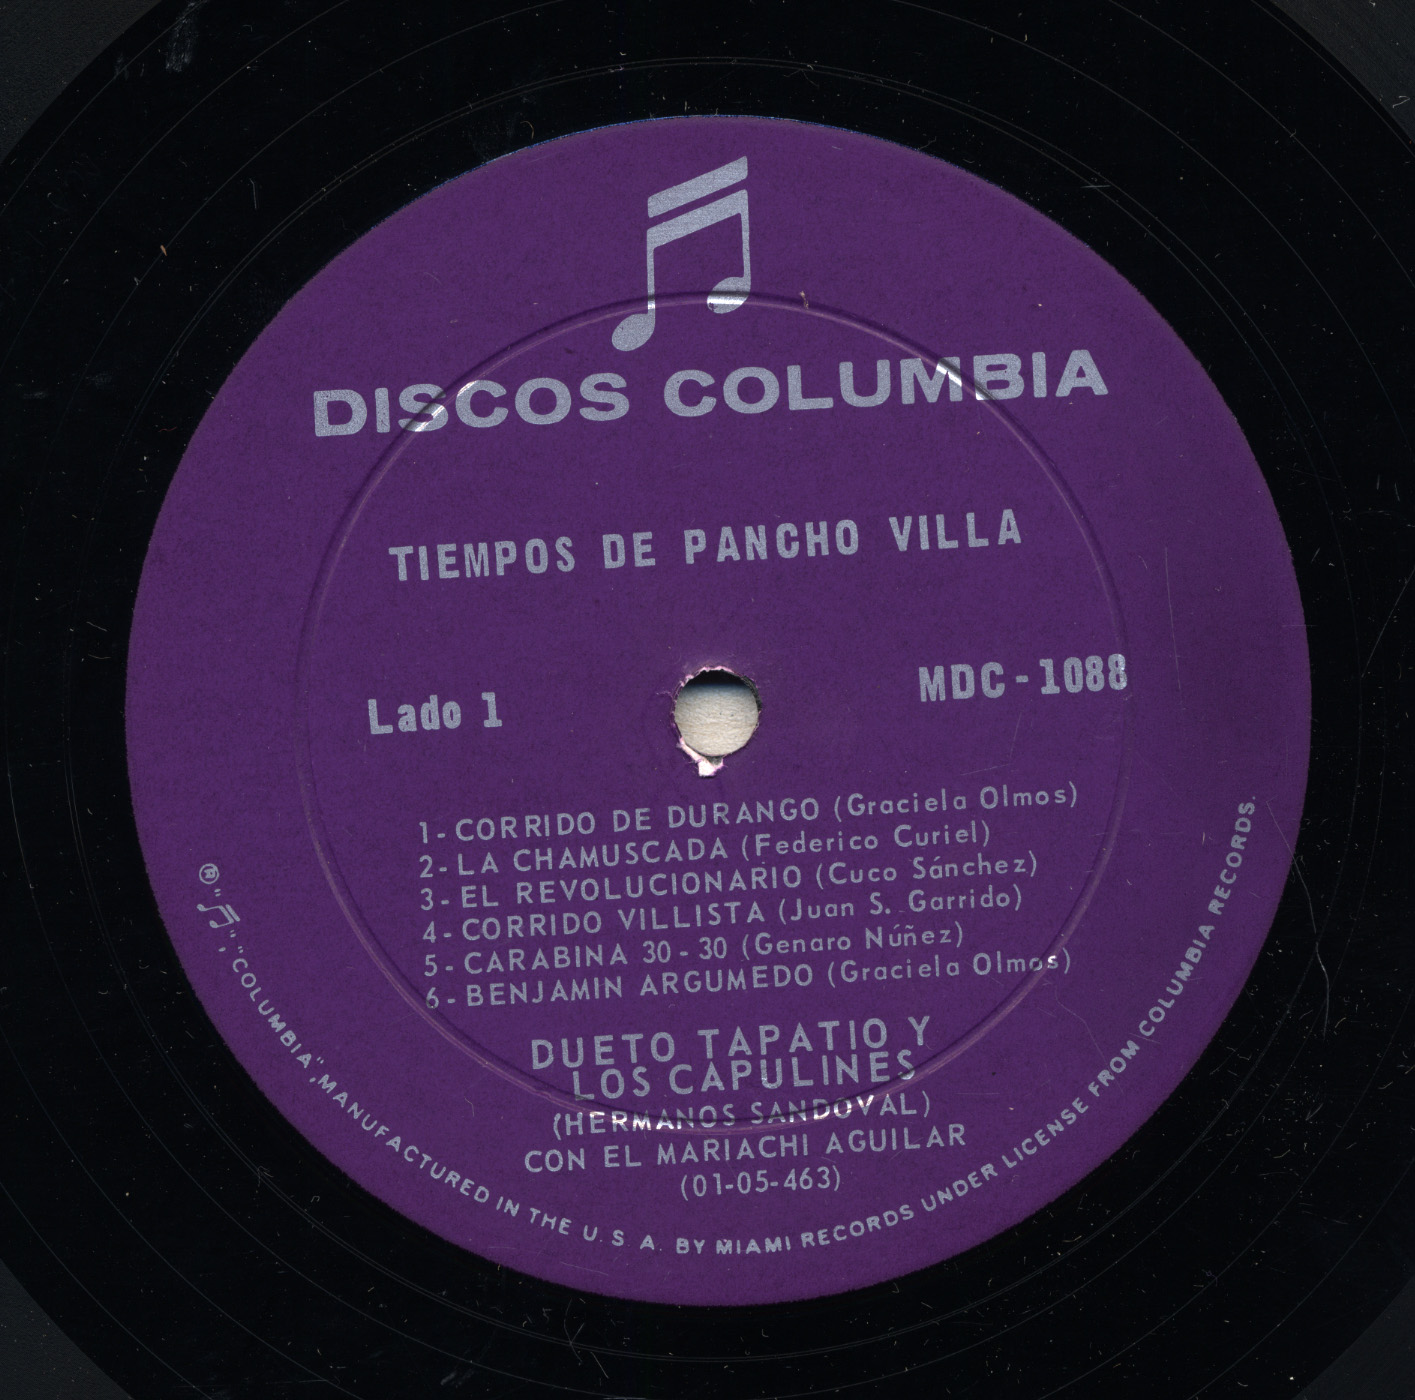 DISCOS COLUMBIA
TIEMPOS DE PANCHO VILLA
Lado 1
MDC - 1088
1- CORRIDO DE DURANGO (Graciela Olmos)
2- LA CHAMUSCADA (Federico Curiel)
3- EL REVOLUCIONARIO (Cuco Sánchez)
4- CORRIDO VILLISTA (Juan S. Garrido)
5- CARABINA 30 - 30 (Genaro Núñez)
6- BENJAMIN ARGUMEDO (Graciela Olmos)
DUETO TAPATIO Y
LOS CAPULINES
(HERMANOS SANDOVAL)
CON EL MARIACHI AGUILAR
(01-05-463)
® "♫", "COLUMBIA", MANUFACTURED IN THE U. S A. BY MIAMI RECORDS UNDER LICENSE FROM COLUMBIA RECORDS.